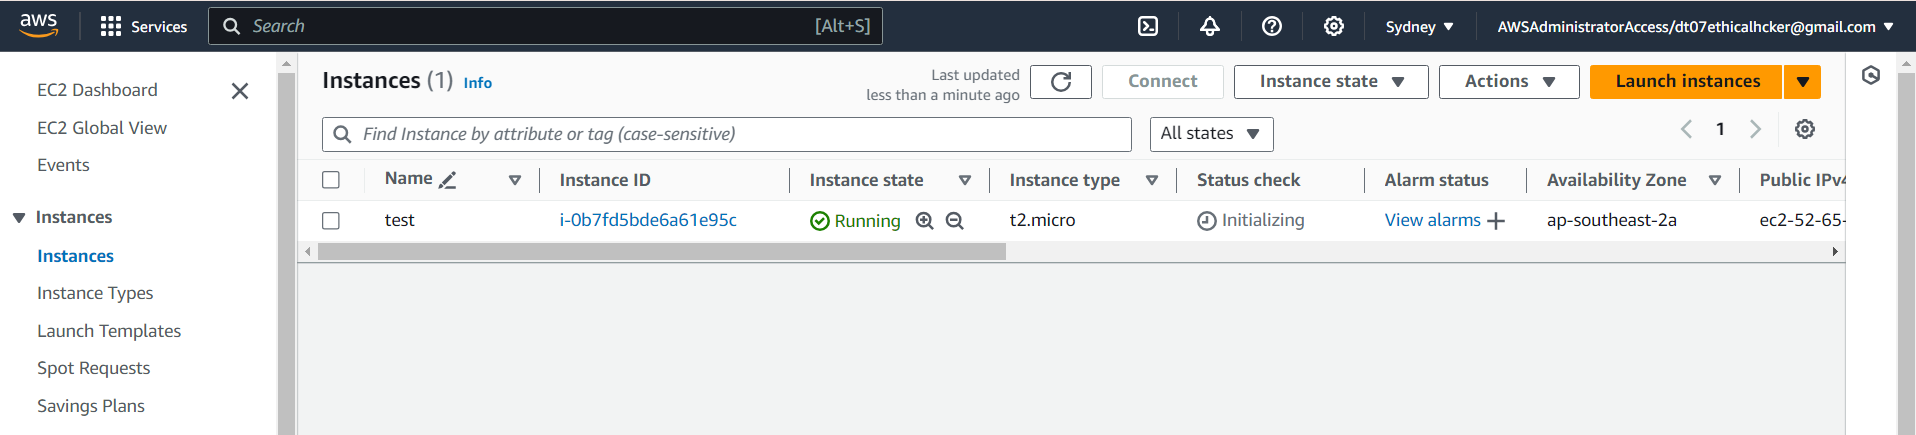 aws
Services
Search
[Alt+S]
Sydney
AWSAdministratorAccess/dt07ethicalhcker@gmail.com
EC2 Dashboard
EC2 Global View
Events
Instances
Instances
Instance Types
Launch Templates
Spot Requests
Savings Plans
Instances (1) Info
Last updated
less than a minute ago
Connect
Instance state
Actions
Launch instances
Find Instance by attribute or tag (case-sensitive)
All states
1
Name Instance ID Instance state Instance type Status check Alarm status Availability Zone Public IPv4
test i-0b7fd5bde6a61e95c Running t2.micro Initializing View alarms + ap-southeast-2a ec2-52-65-